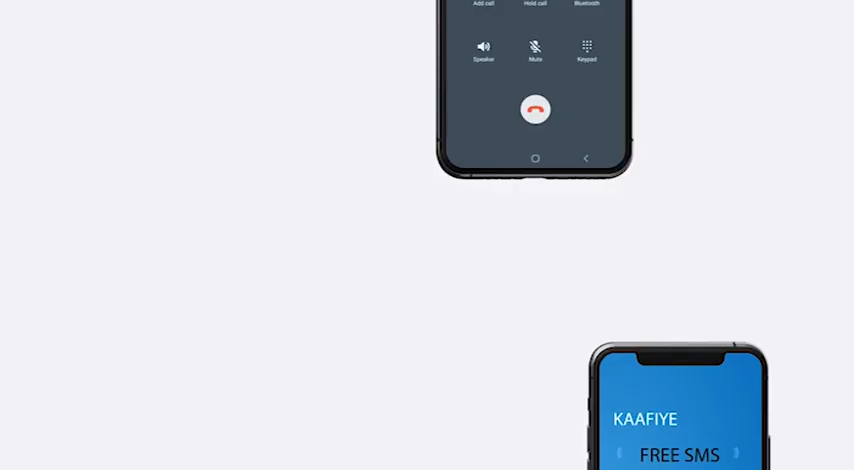 Add call Hold call Bluetooth
Speaker Mute Keypad
KAAFIYE
FREE SMS